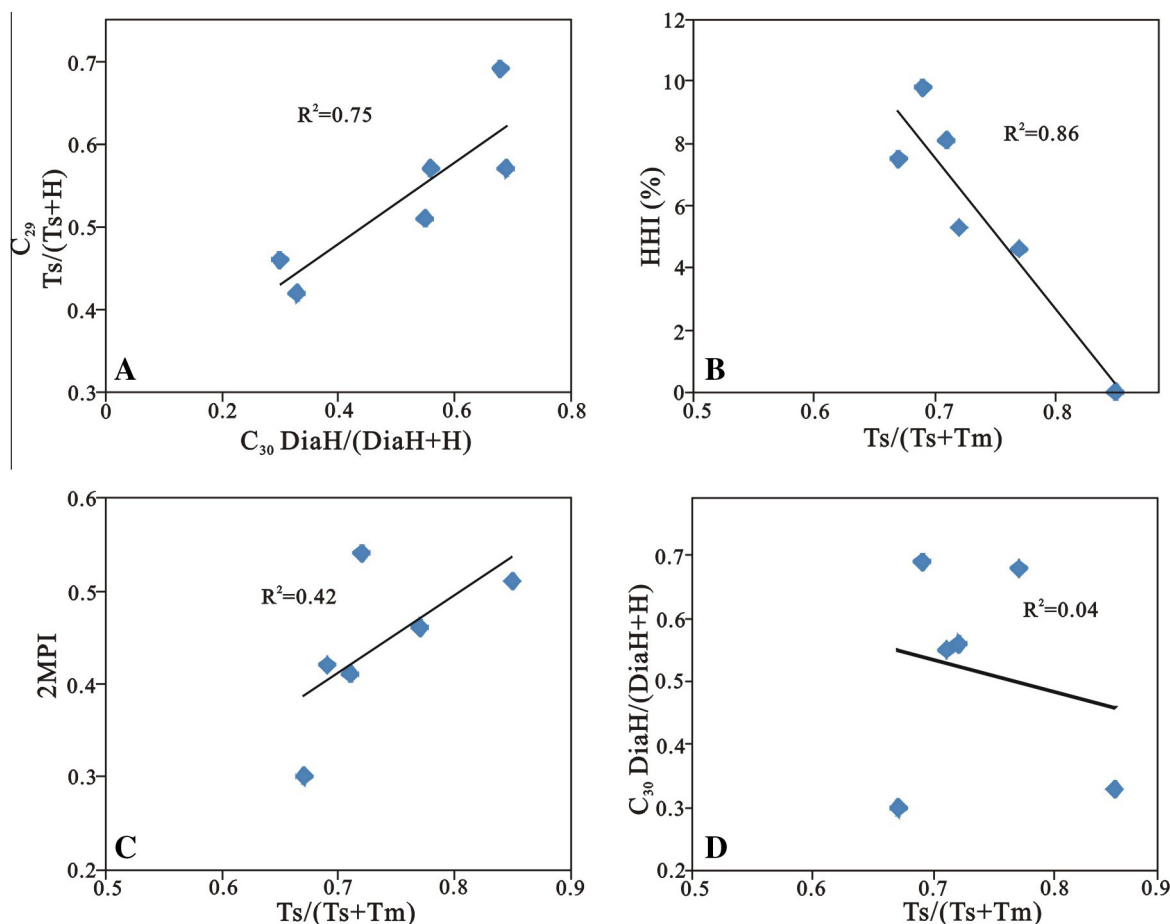 0.7
0.6
0.5
0.4
0.3
C₂₉
Ts/(Ts+H)
R²=0.75
A
0 0.4 0.6 0.8
C₃₀ DiaH/(DiaH+H)
12
10
8
6
4
2
0
HHI (%)
R²=0.86
B
0.5 0.6 0.7 0.8
Ts/(Ts+Tm)
0.6
0.5
0.4
0.3
0.2
2MPI
R²=0.42
C
0.5 0.6 0.7 0.8 0.9
Ts/(Ts+Tm)
0.7
0.6
0.5
0.4
0.3
0.2
C₃₀ DiaH/(DiaH+H)
R²=0.04
D
0.5 0.7 0.8 0.9
Ts/(Ts+Tm)